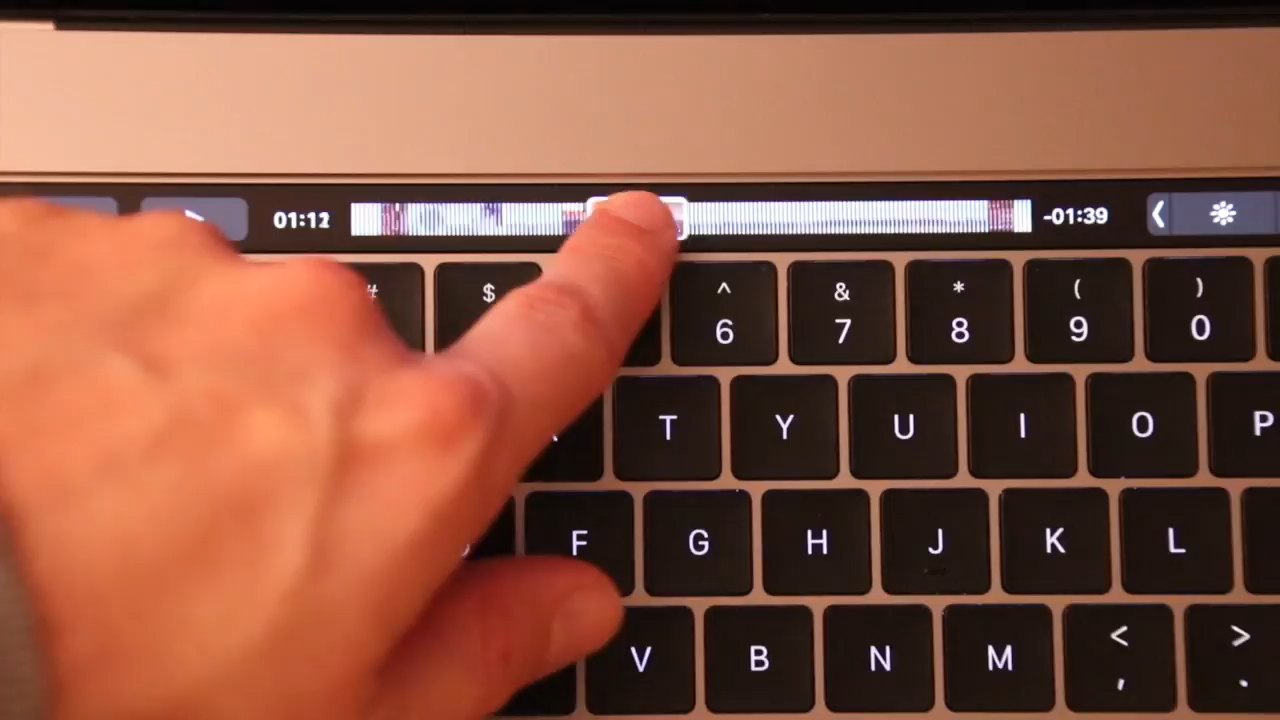 01:12 -01:39
# $ ^ & * ( )
6 7 8 9 0
T Y U I O P
F G H J K L
V B N M < >
, .